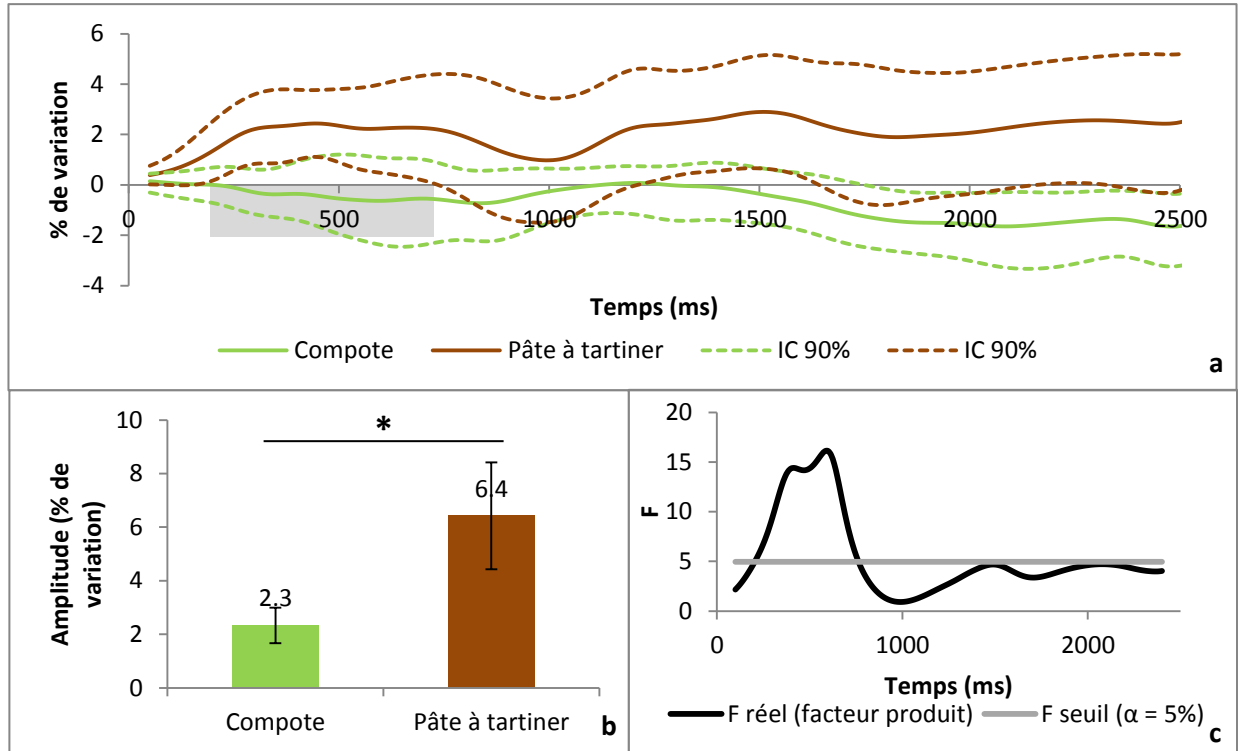 6
4
2
0
-2
-4
% de variation
0 500 1000 1500 2000 2500
Temps (ms)
Compote Pâte à tartiner IC 90% IC 90%
a
10
8
6
4
2
0
Amplitude (% de
variation)
*
2.3
6.4
Compote Pâte à tartiner
b
20
15
10
5
0
F
0 1000 2000
Temps (ms)
F réel (facteur produit) F seuil (α = 5%)
c